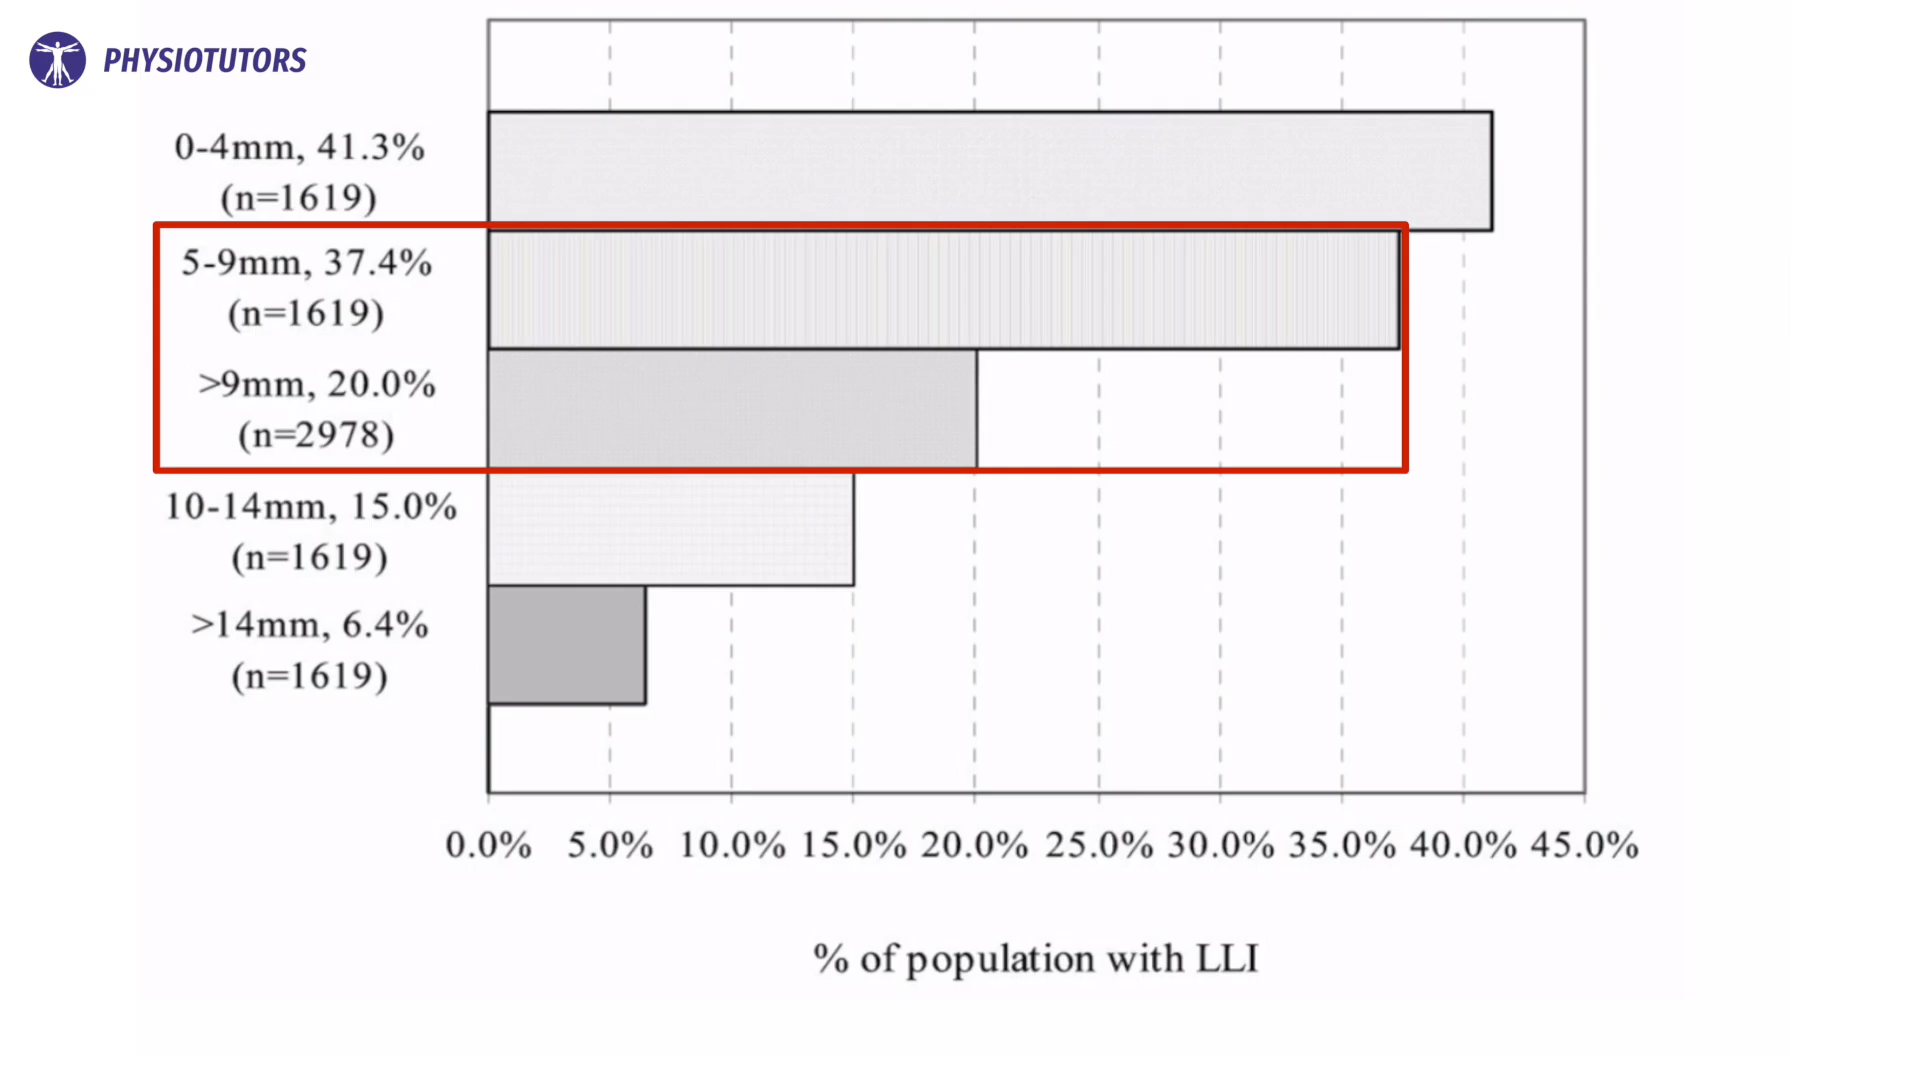 PHYSIOTUTORS
0-4mm, 41.3%
(n=1619)
5-9mm, 37.4%
(n=1619)
>9mm, 20.0%
(n=2978)
10-14mm, 15.0%
(n=1619)
>14mm, 6.4%
(n=1619)
0.0% 5.0% 10.0% 15.0% 20.0% 25.0% 30.0% 35.0% 40.0% 45.0%
% of population with LLI